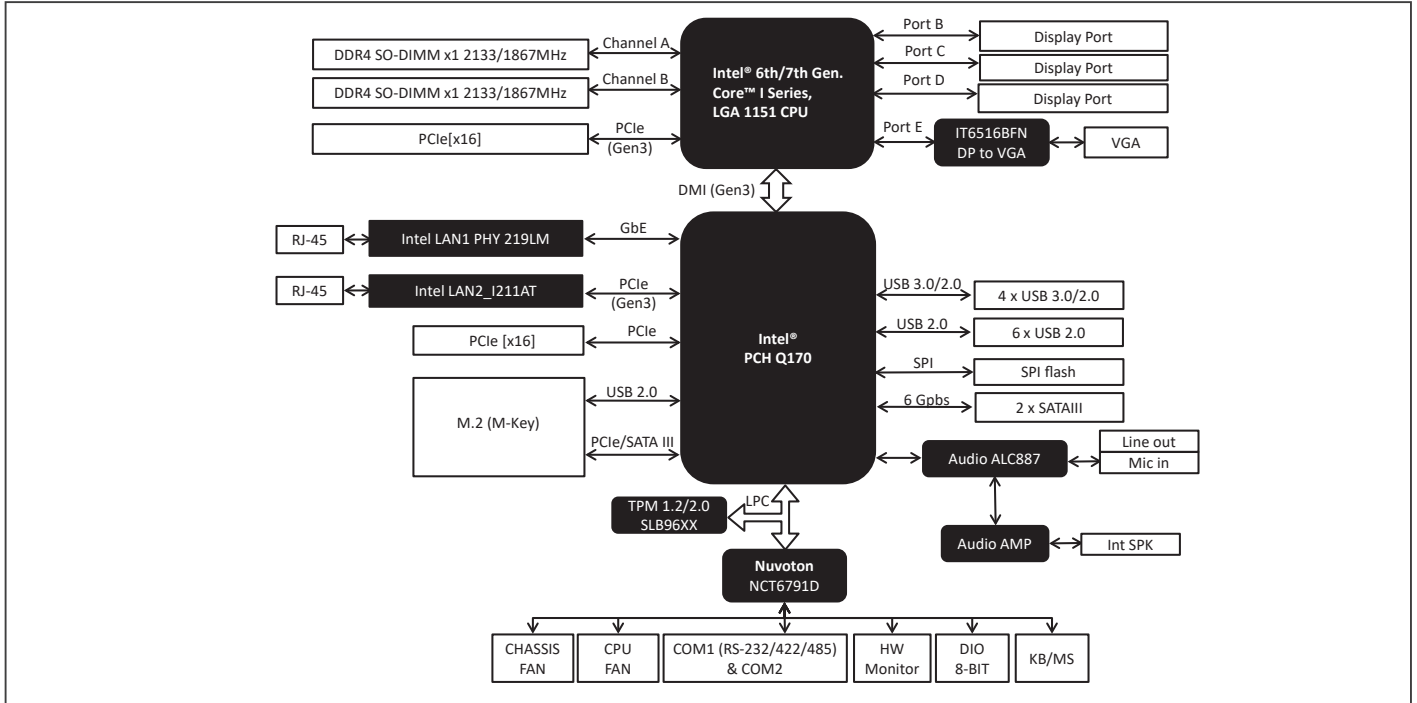 Port B
Channel A
DDR4 SO-DIMM x1 2133/1867MHz
Display Port
Port C
Intel® 6th/7th Gen.
Core™ I Series,
LGA 1151 CPU
Channel B
DDR4 SO-DIMM x1 2133/1867MHz
Display Port
Port D
Display Port
PCIe[x16]
PCIe
(Gen3)
Port E
IT6516BFN
DP to VGA
VGA
DMI (Gen3)
RJ-45
Intel LAN1 PHY 219LM
GbE
RJ-45
Intel LAN2_I211AT
PCIe
(Gen3)
USB 3.0/2.0
4 x USB 3.0/2.0
PCIe [x16]
PCIe
Intel®
PCH Q170
USB 2.0
6 x USB 2.0
SPI
SPI flash
M.2 (M-Key)
USB 2.0
PCIe/SATA III
6 Gpbs
2 x SATAIII
Audio ALC887
Line out
Mic in
TPM 1.2/2.0
SLB96XX
LPC
Audio AMP
Int SPK
Nuvoton
NCT6791D
CHASSIS
FAN
CPU
FAN
COM1 (RS-232/422/485)
& COM2
HW
Monitor
DIO
8-BIT
KB/MS